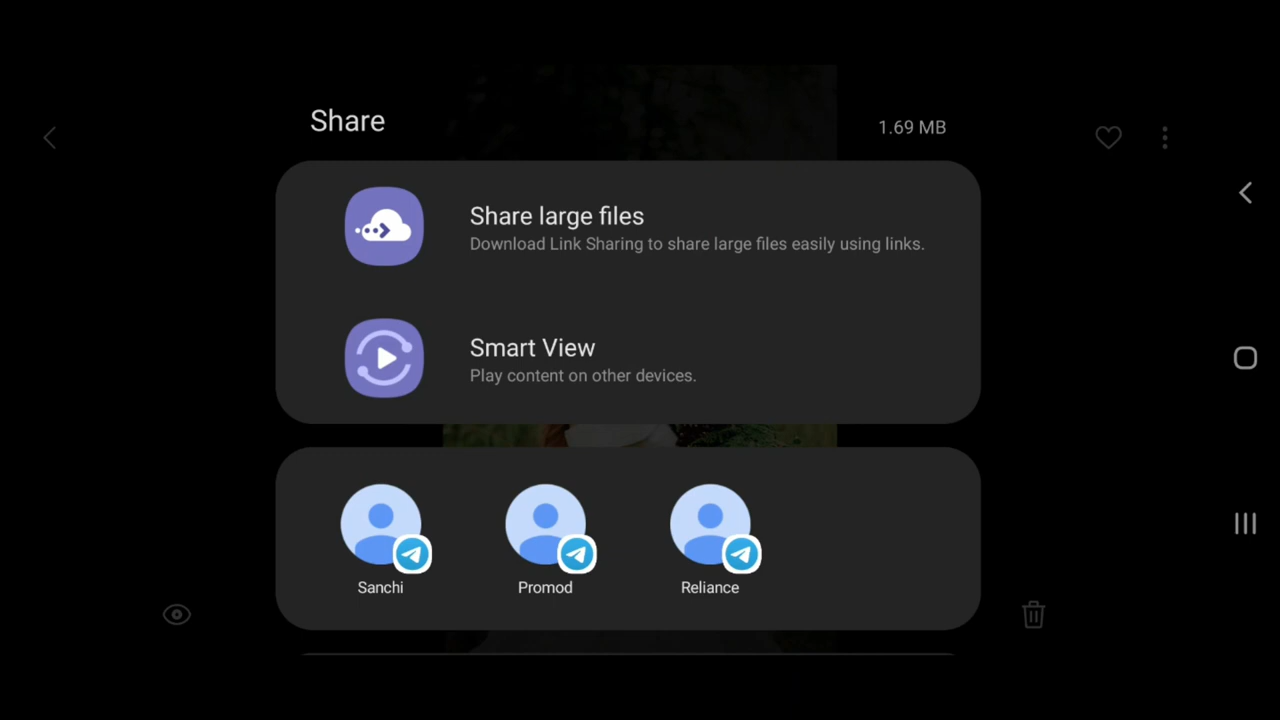 Share
1.69 MB
Share large files
Download Link Sharing to share large files easily using links.
Smart View
Play content on other devices.
Sanchi
Promod
Reliance